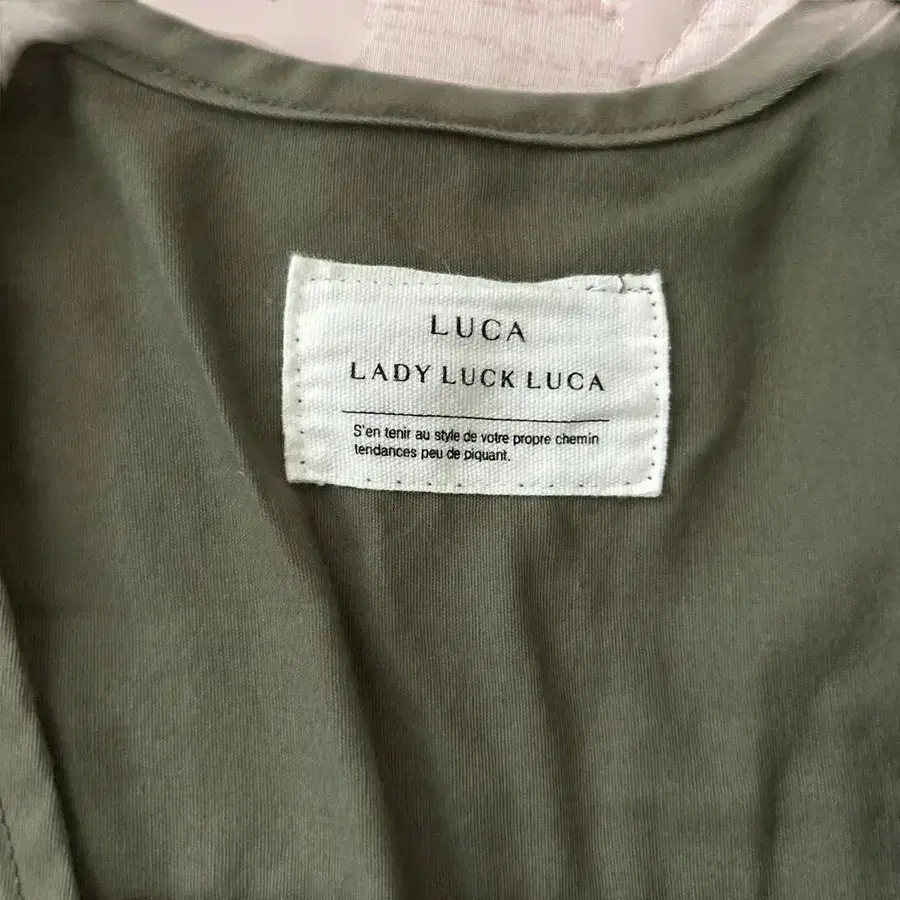 LUCA
LADY LUCK LUCA
S'en tenir au style de votre propre chemin
tendances peu de piquant.